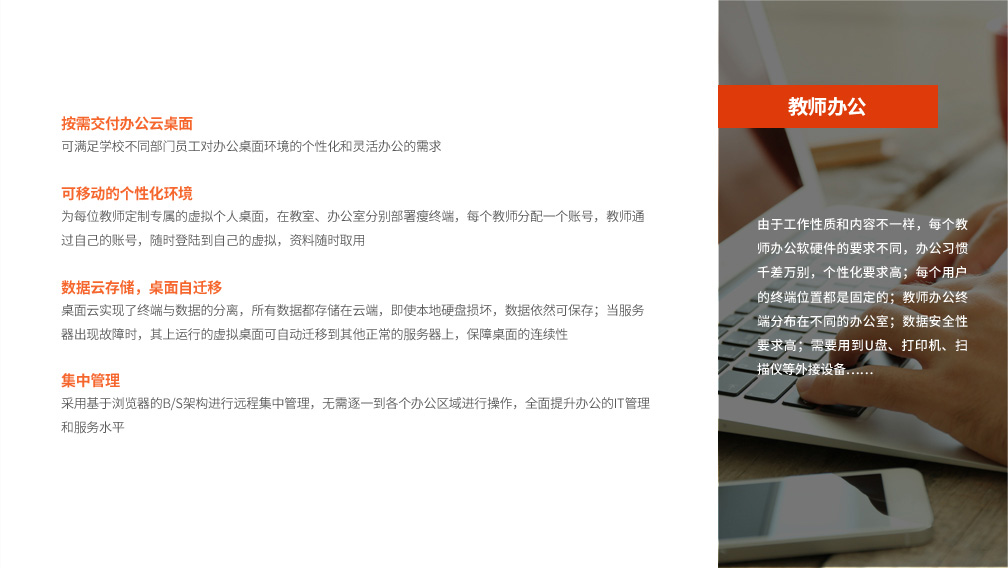 按需交付办公云桌面
可满足学校不同部门员工对办公桌面环境的个性化和灵活办公的需求
可移动的个性化环境
为每位教师定制专属的虚拟个人桌面，在教室、办公室分别部署瘦终端，每个教师分配一个账号，教师通
过自己的账号，随时登陆到自己的虚拟，资料随时取用
数据云存储，桌面自迁移
桌面云实现了终端与数据的分离，所有数据都存储在云端，即使本地硬盘损坏，数据依然可保存；当服务
器出现故障时，其上运行的虚拟桌面可自动迁移到其他正常的服务器上，保障桌面的连续性
集中管理
采用基于浏览器的B/S架构进行远程集中管理，无需逐一到各个办公区域进行操作，全面提升办公的IT管理
和服务水平
教师办公
由于工作性质和内容不一样，每个教
师办公软硬件的要求不同，办公习惯
千差万别，个性化要求高；每个用户
的终端位置都是固定的；教师办公终
端分布在不同的办公室；数据安全性
要求高；需要用到U盘、打印机、扫
描仪等外接设备……